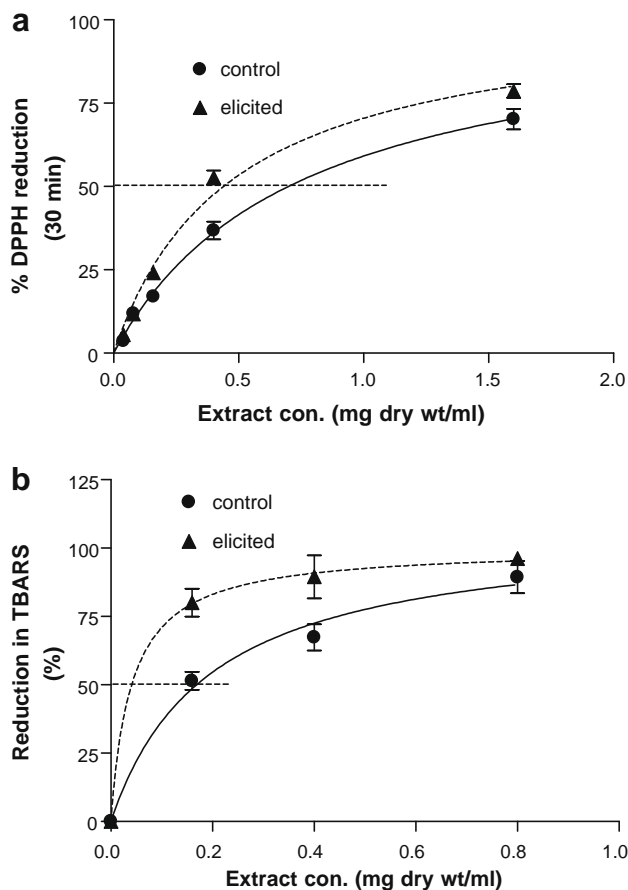 a
100
75
50
25
0
control
elicited
% DPPH reduction
(30 min)
0.0 0.5 1.0 1.5 2.0
Extract con. (mg dry wt/ml)
b
125
100
75
50
25
0
control
elicited
Reduction in TBARS
(%)
0.0 0.2 0.4 0.6 0.8 1.0
Extract con. (mg dry wt/ml)